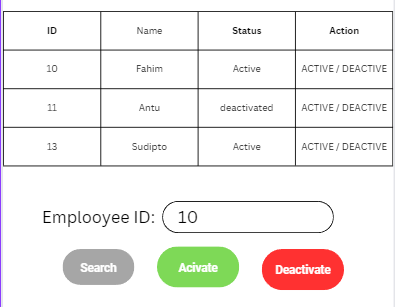 ID Name Status Action
10 Fahim Active ACTIVE / DEACTIVE
11 Antu deactivated ACTIVE / DEACTIVE
13 Sudipto Active ACTIVE / DEACTIVE
Emplooyee ID: 10
Search Acivate Deactivate